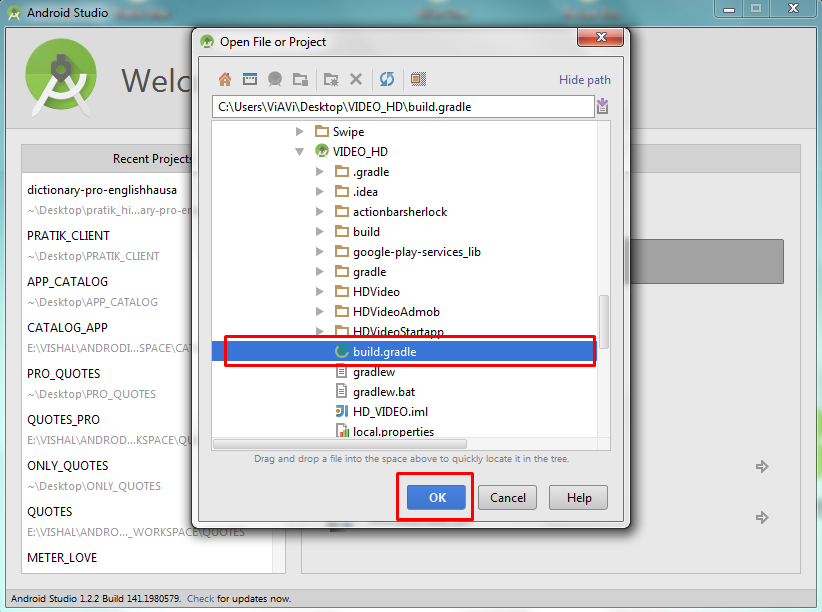 Android Studio
Welc
Recent Projects
dictionary-pro-englishhausa
~\Desktop\pratik_hi...ary-pro-en
PRATIK_CLIENT
~\Desktop\PRATIK_CLIENT
APP_CATALOG
~\Desktop\APP_CATALOG
CATALOG_APP
E:\VISHAL\ANDRODI...SPACE\CAT
PRO_QUOTES
~\Desktop\PRO_QUOTES
QUOTES_PRO
E:\VISHAL\ANDRO...KSPACE\QU
ONLY_QUOTES
~\Desktop\ONLY_QUOTES
QUOTES
E:\VISHAL\ANDRO..._WORKSPACE\QUOTES
METER_LOVE
Open File or Project
Hide path
C:\Users\ViAVi\Desktop\VIDEO_HD\build.gradle
Swipe
VIDEO_HD
.gradle
.idea
actionbarsherlock
build
google-play-services_lib
gradle
HDVideo
HDVideoAdmob
HDVideoStartapp
build.gradle
gradlew
gradlew.bat
HD_VIDEO.iml
local.properties
Drag and drop a file into the space above to quickly locate it in the tree.
OK Cancel Help
Android Studio 1.2.2 Build 141.1980579. Check for updates now.